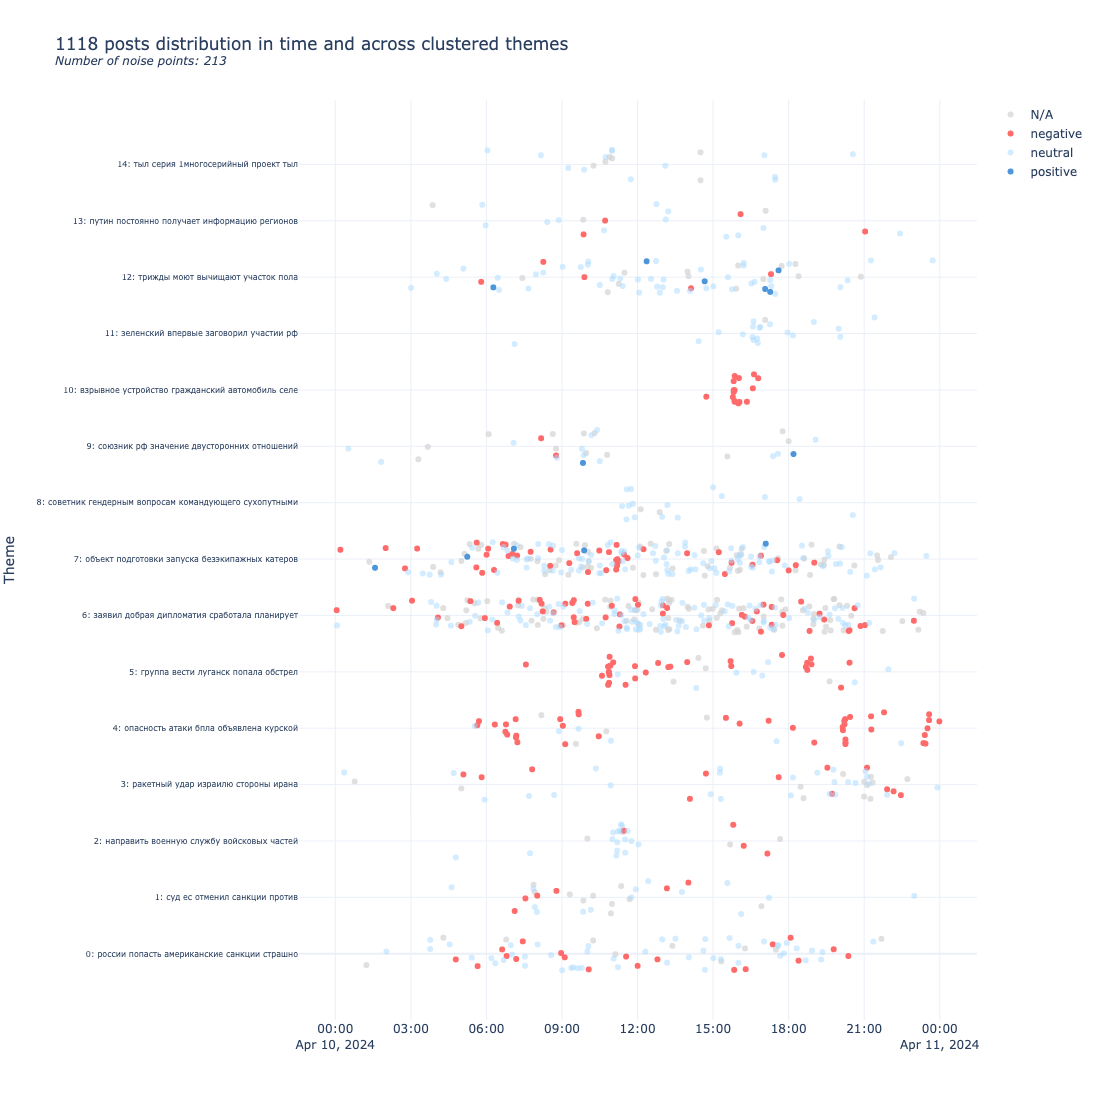 1118 posts distribution in time and across clustered themes
Number of noise points: 213
N/A
negative
neutral
positive
Theme
14: тыл серия 1многосерийный проект тыл
13: путин постоянно получает информацию регионов
12: трижды моют вычищают участок пола
11: зеленский впервые заговорил участии рф
10: взрывное устройство гражданский автомобиль селе
9: союзник рф значение двусторонних отношений
8: советник гендерным вопросам командующего сухопутными
7: объект подготовки запуска безэкипажных катеров
6: заявил добрая дипломатия сработала планирует
5: группа вести луганск попала обстрел
4: опасность атаки бпла объявлена курской
3: ракетный удар израилю стороны ирана
2: направить военную службу войсковых частей
1: суд ес отменил санкции против
0: россии попасть американские санкции страшно
00:00 03:00 06:00 09:00 12:00 15:00 18:00 21:00 00:00
Apr 10, 2024 Apr 11, 2024